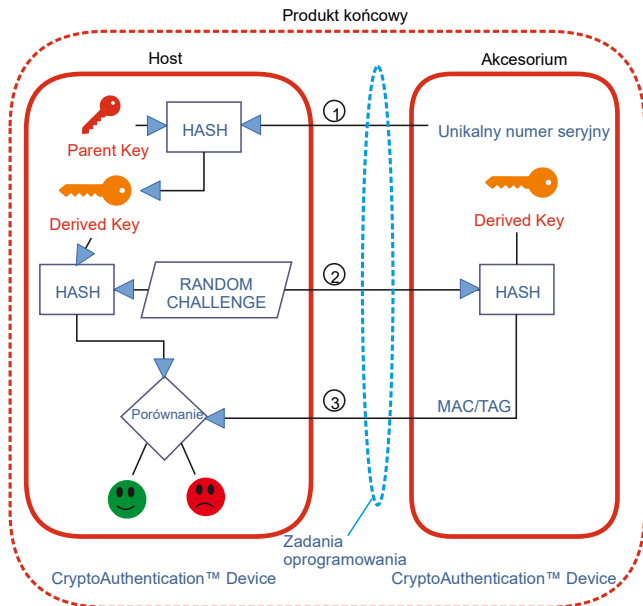 Produkt końcowy
Host
Akcesorium
1
HASH
Unikalny numer seryjny
Parent Key
Derived Key
Derived Key
2
HASH
RANDOM
CHALLENGE
HASH
3
MAC/TAG
Porównanie
Zadania
oprogramowania
CryptoAuthentication™ Device
CryptoAuthentication™ Device